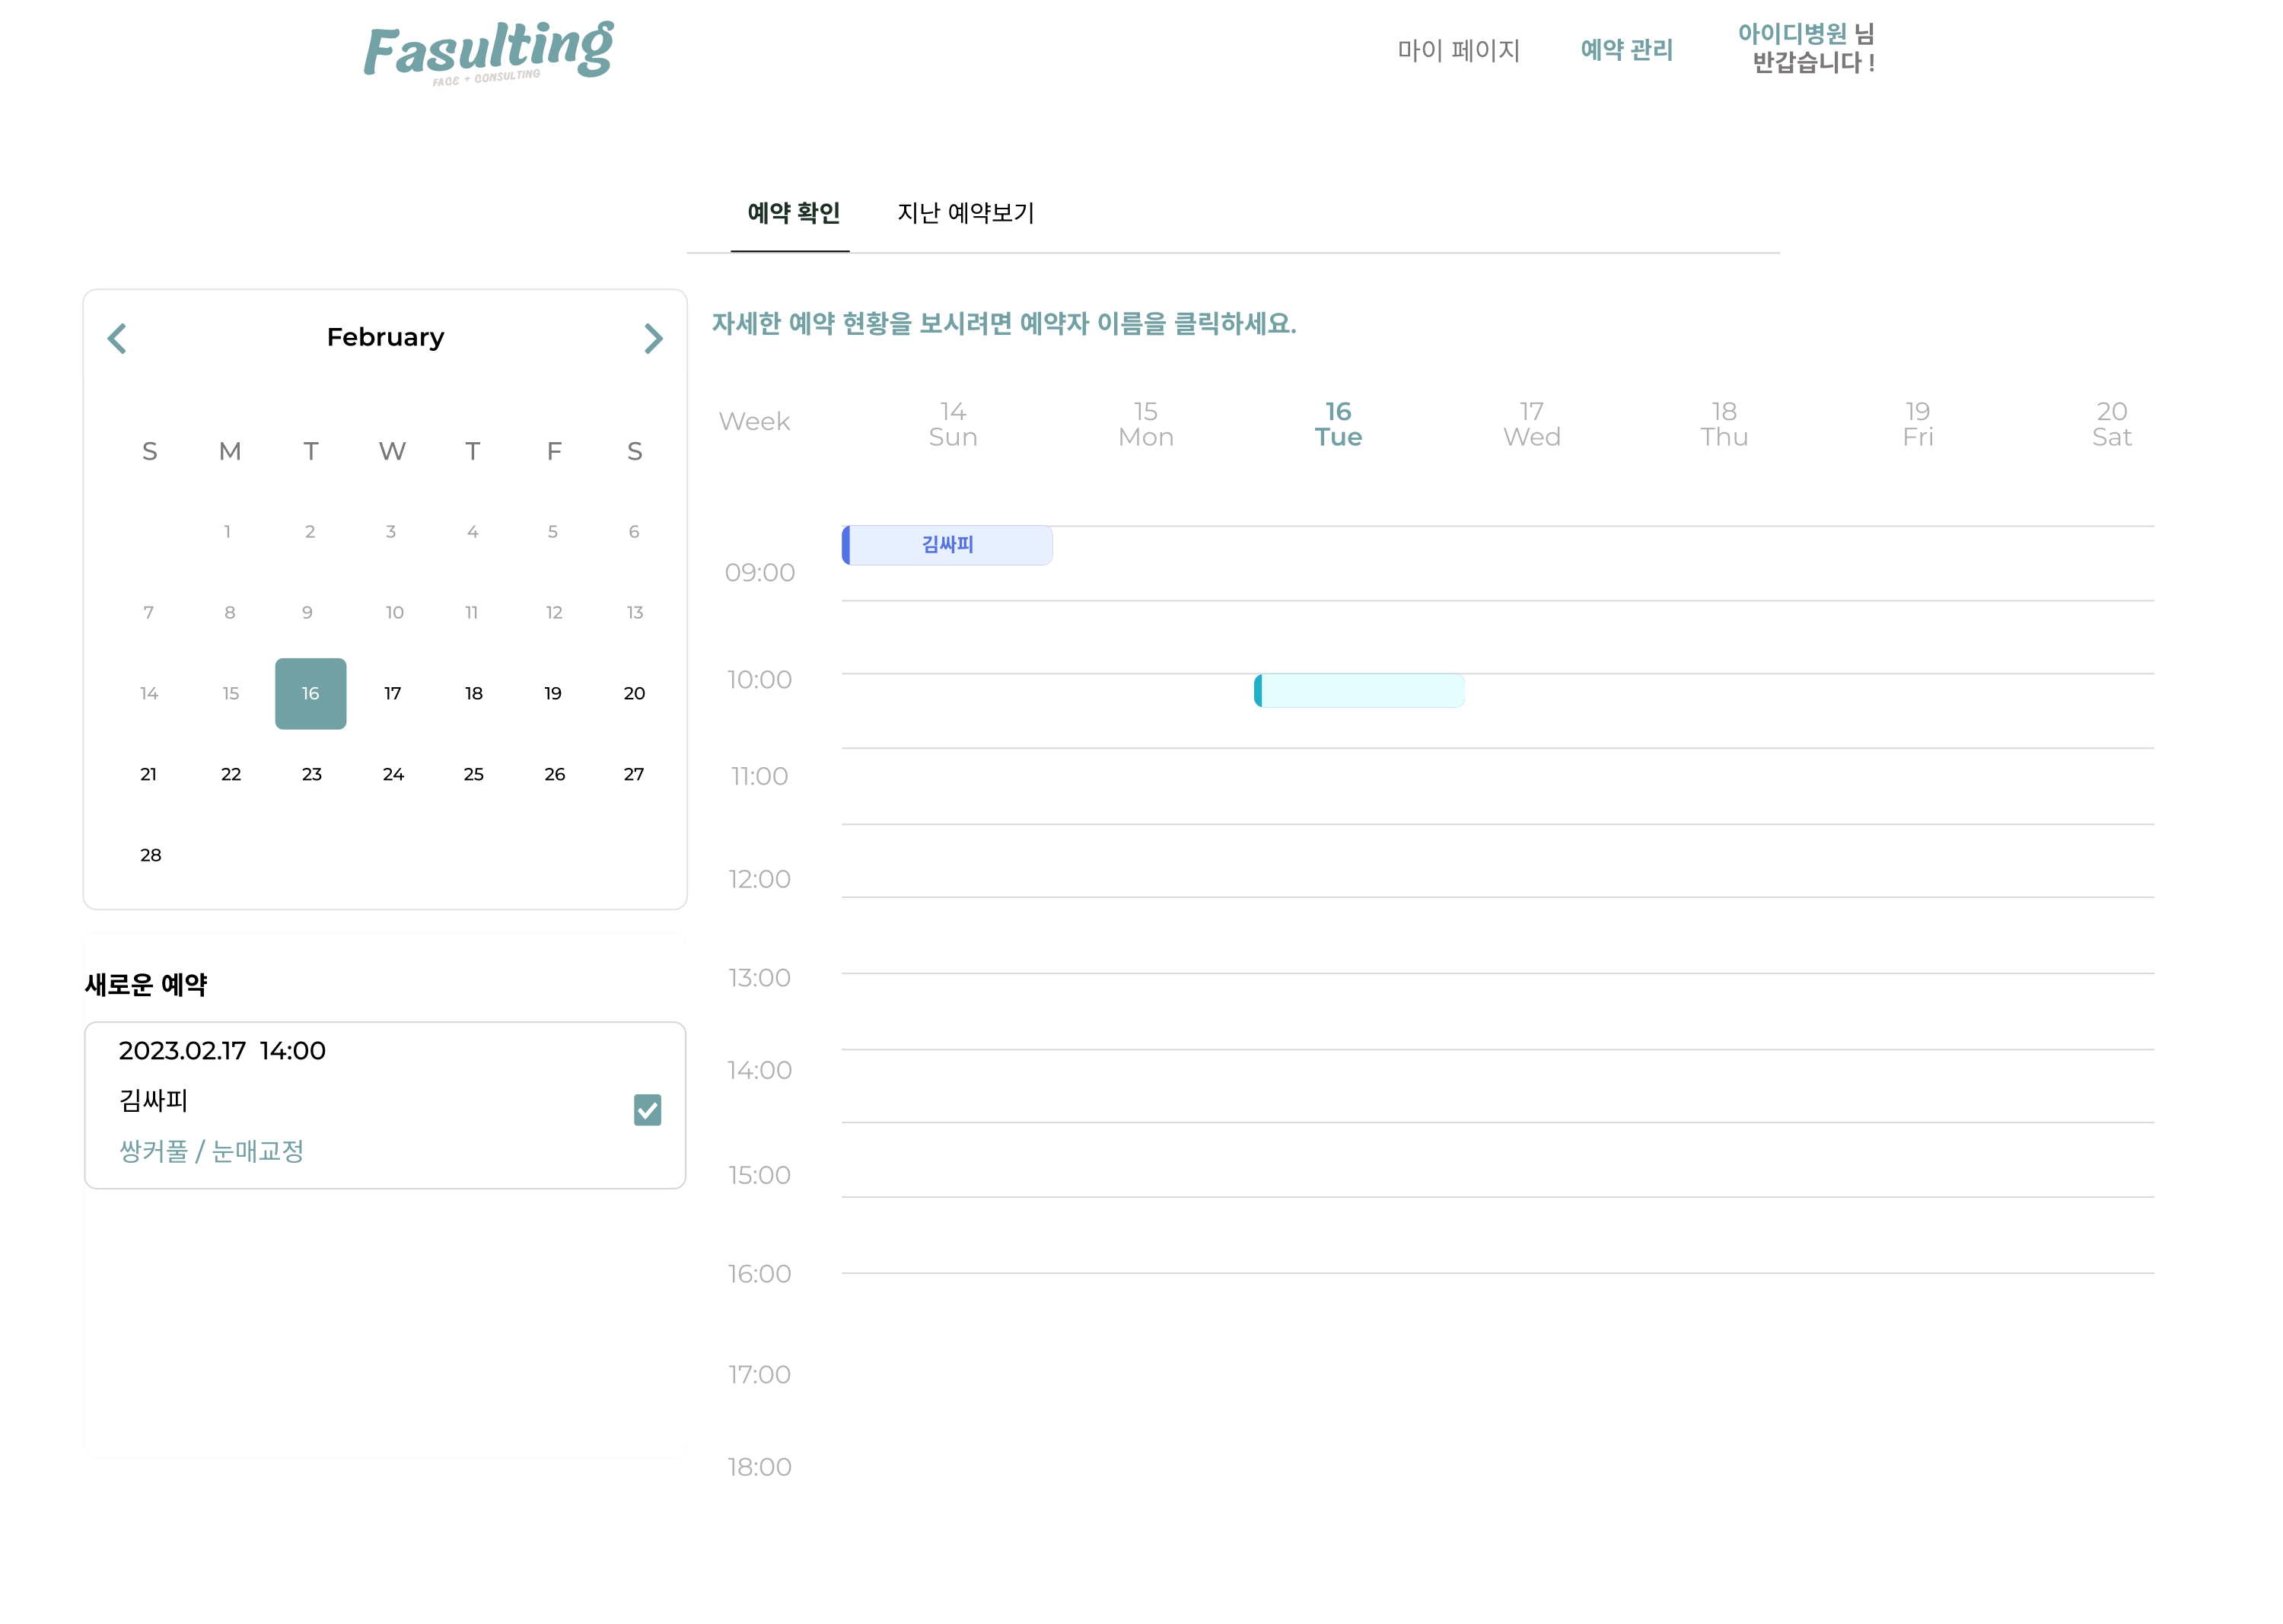 Fasulting
FACE + CONSULTING
마이 페이지
예약 관리
아이디병원 님
반갑습니다 !
예약 확인
지난 예약보기
February
S M T W T F S
1 2 3 4 5 6
7 8 9 10 11 12 13
14 15 16 17 18 19 20
21 22 23 24 25 26 27
28
새로운 예약
2023.02.17 14:00
김싸피
쌍커풀 / 눈매교정
자세한 예약 현황을 보시려면 예약자 이름을 클릭하세요.
Week
14
Sun
15
Mon
16
Tue
17
Wed
18
Thu
19
Fri
20
Sat
김싸피
09:00
10:00
11:00
12:00
13:00
14:00
15:00
16:00
17:00
18:00